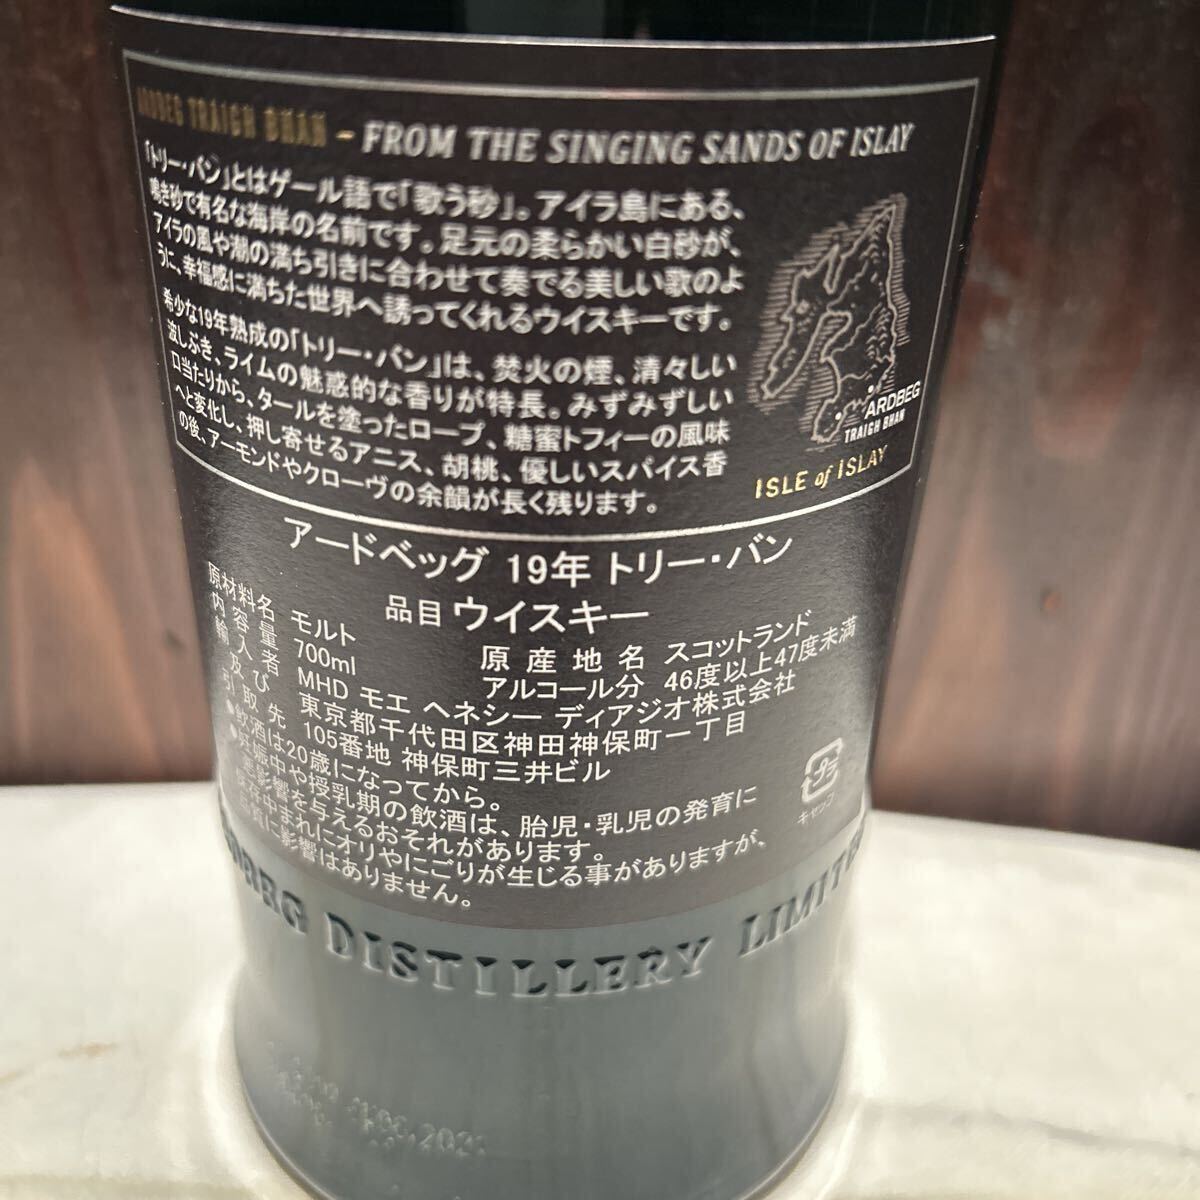 ARDBEG TRAIGH BHAN – FROM THE SINGING SANDS OF ISLAY
「トリー・バン」とはゲール語で「歌う砂」。アイラ島にある、
鳴き砂で有名な海岸の名前です。足元の柔らかい白砂が、
アイラの風や潮の満ち引きに合わせて奏でる美しい歌のよ
うに、幸福感に満ちた世界へ誘ってくれるウイスキーです。
希少な19年熟成の「トリー・バン」は、焚火の煙、清々しい
波しぶき、ライムの魅惑的な香りが特長。みずみずしい
口当たりから、タールを塗ったロープ、糖蜜トフィーの風味
へと変化し、押し寄せるアニス、胡桃、優しいスパイス香
の後、アーモンドやクローヴの余韻が長く残ります。
ARDBEG
TRAIGH BHAN
ISLE of ISLAY
アードベッグ 19年 トリー・バン
品目 ウイスキー
原材料名 モルト 原産地名 スコットランド
内容量 700ml アルコール分 46度以上47度未満
輸入者 MHD モエ ヘネシー ディアジオ株式会社
及び 東京都千代田区神田神保町一丁目
引取先 105番地 神保町三井ビル
●飲酒は20歳になってから。
●妊娠中や授乳期の飲酒は、胎児・乳児の発育に
悪影響を与えるおそれがあります。
保存中まれにオリやにごりが生じる事がありますが、
品質に影響はありません。
キャップ
ARDBEG DISTILLERY LIMITED